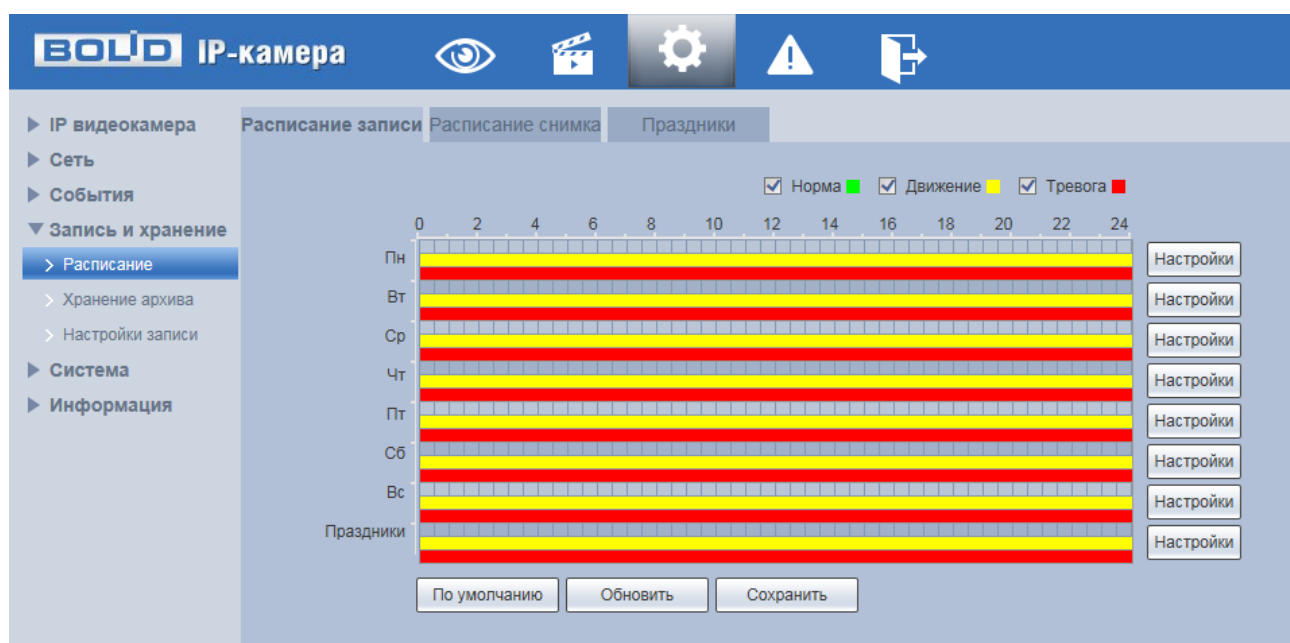 BOLID IP-камера
IP видеокамера
Сеть
События
Запись и хранение
Расписание
Хранение архива
Настройки записи
Система
Информация
Расписание записи Расписание снимка Праздники
Норма Движение Тревога
0 2 4 6 8 10 12 14 16 18 20 22 24
Пн Настройки
Вт Настройки
Ср Настройки
Чт Настройки
Пт Настройки
Сб Настройки
Вс Настройки
Праздники Настройки
По умолчанию Обновить Сохранить